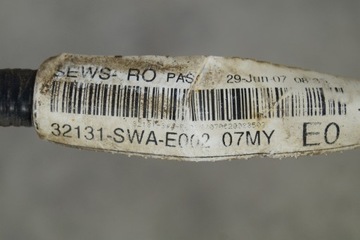 SEWS- RO PAS 29-Jun-07
32131-SWA-E002 07MY E0